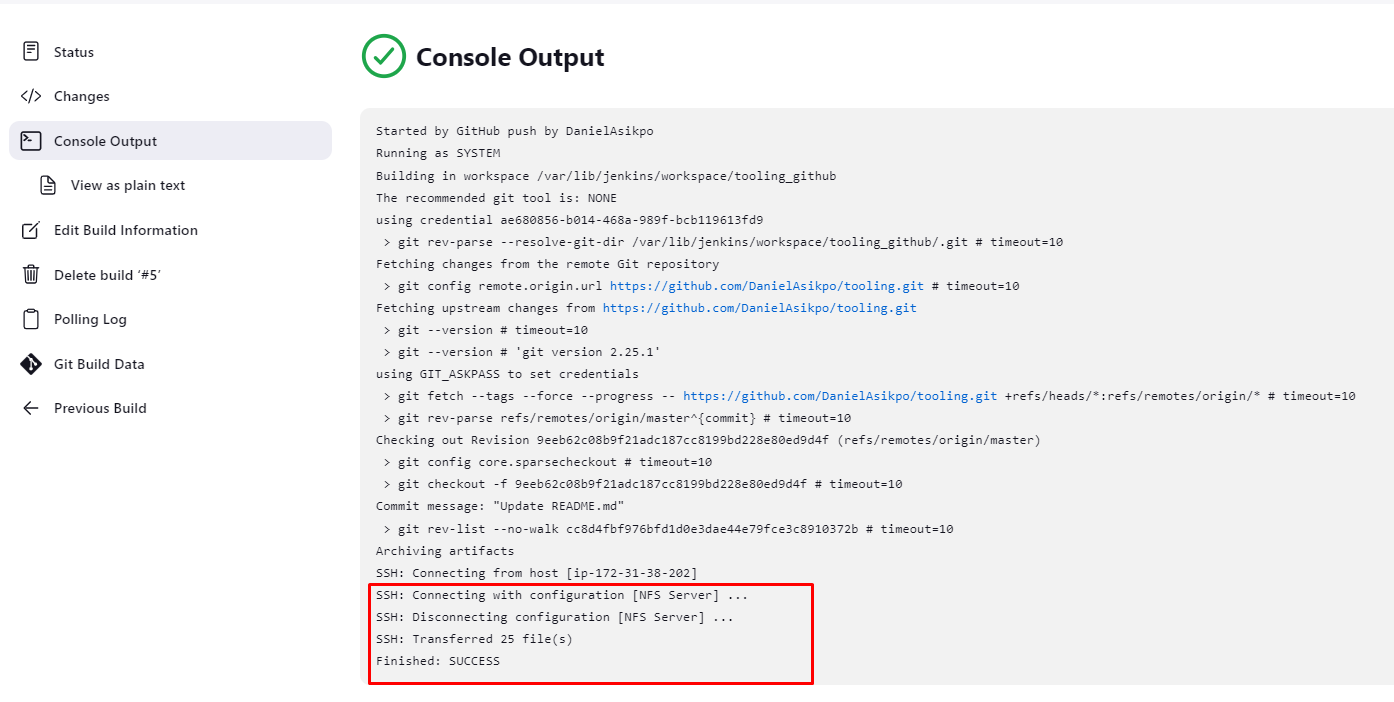 Status
Changes
Console Output
View as plain text
Edit Build Information
Delete build ‘#5’
Polling Log
Git Build Data
Previous Build
Console Output
Started by GitHub push by DanielAsikpo
Running as SYSTEM
Building in workspace /var/lib/jenkins/workspace/tooling_github
The recommended git tool is: NONE
using credential ae680856-b014-468a-989f-bcb119613fd9
> git rev-parse --resolve-git-dir /var/lib/jenkins/workspace/tooling_github/.git # timeout=10
Fetching changes from the remote Git repository
> git config remote.origin.url https://github.com/DanielAsikpo/tooling.git # timeout=10
Fetching upstream changes from https://github.com/DanielAsikpo/tooling.git
> git --version # timeout=10
> git --version # 'git version 2.25.1'
using GIT_ASKPASS to set credentials
> git fetch --tags --force --progress -- https://github.com/DanielAsikpo/tooling.git +refs/heads/*:refs/remotes/origin/* # timeout=10
> git rev-parse refs/remotes/origin/master^{commit} # timeout=10
Checking out Revision 9eeb62c08b9f21adc187cc8199bd228e80ed9d4f (refs/remotes/origin/master)
> git config core.sparsecheckout # timeout=10
> git checkout -f 9eeb62c08b9f21adc187cc8199bd228e80ed9d4f # timeout=10
Commit message: "Update README.md"
> git rev-list --no-walk cc8d4fbf976bfd1d0e3dae44e79fce3c8910372b # timeout=10
Archiving artifacts
SSH: Connecting from host [ip-172-31-38-202]
SSH: Connecting with configuration [NFS Server] ...
SSH: Disconnecting configuration [NFS Server] ...
SSH: Transferred 25 file(s)
Finished: SUCCESS